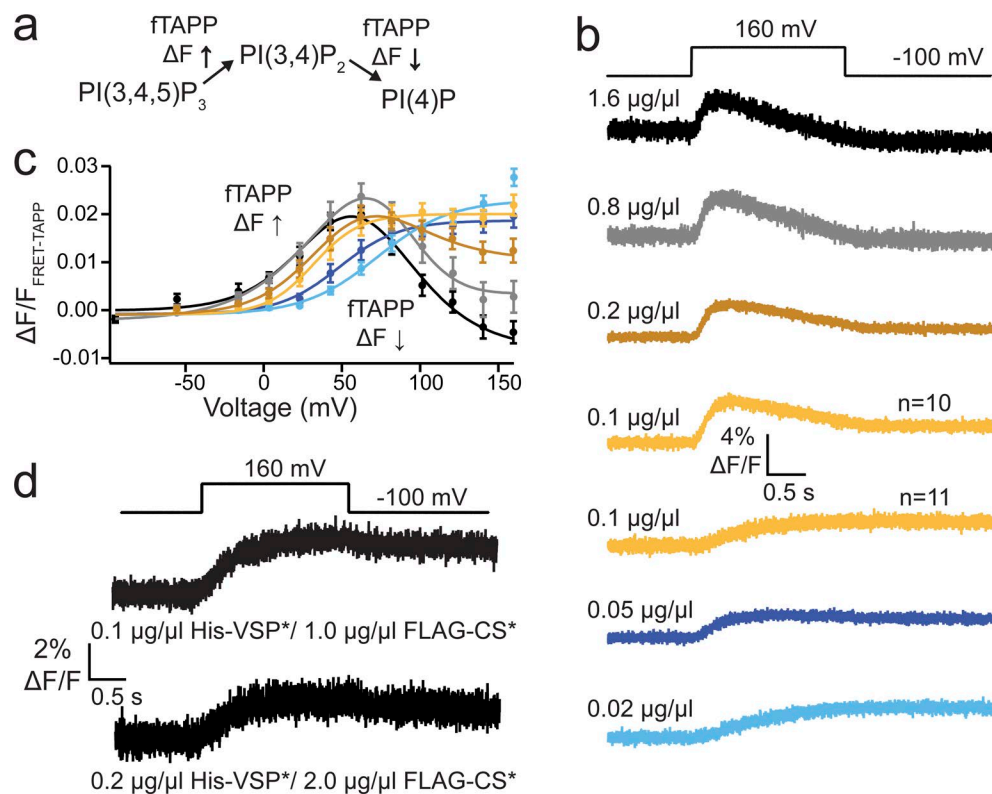 a
fTAPP
ΔF ↑
fTAPP
ΔF ↓
PI(3,4,5)P3
PI(3,4)P2
PI(4)P
b
160 mV
-100 mV
1.6 µg/µl
0.8 µg/µl
0.2 µg/µl
0.1 µg/µl
n=10
4%
ΔF/F
0.5 s
0.1 µg/µl
n=11
0.05 µg/µl
0.02 µg/µl
c
ΔF/F FRET-TAPP
0.03
0.02
0.01
0.00
-0.01
fTAPP
ΔF ↑
fTAPP
ΔF ↓
-50
0
50
100
150
Voltage (mV)
d
160 mV
-100 mV
0.1 µg/µl His-VSP*/ 1.0 µg/µl FLAG-CS*
2%
ΔF/F
0.5 s
0.2 µg/µl His-VSP*/ 2.0 µg/µl FLAG-CS*